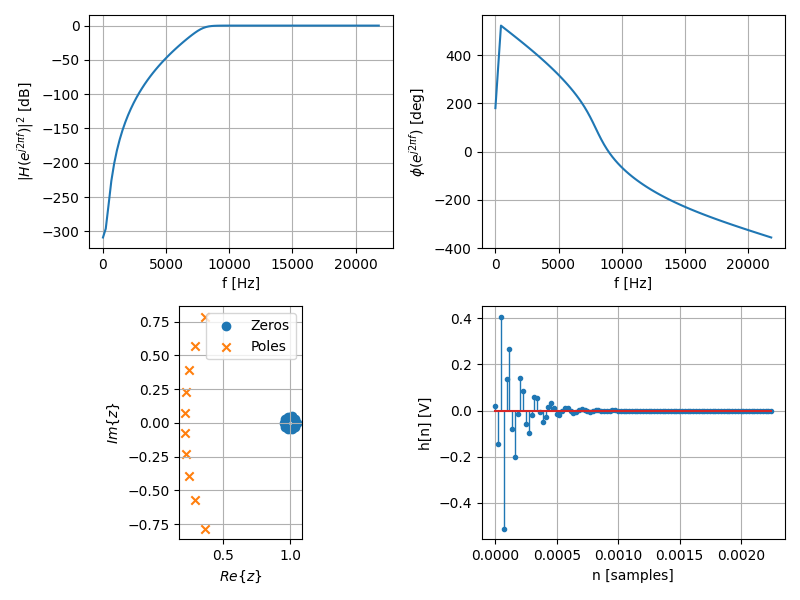 0
−50
−100
−150
−200
−250
−300
|H(e^{j2πf})|² [dB]
0 5000 10000 15000 20000
f [Hz]
400
200
0
−200
−400
ϕ(e^{j2πf}) [deg]
0 5000 10000 15000 20000
f [Hz]
0.75
0.50
0.25
0.00
−0.25
−0.50
−0.75
Im{z}
Zeros
Poles
0.5 1.0
Re{z}
0.4
0.2
0.0
−0.2
−0.4
h[n] [V]
0.0000 0.0005 0.0010 0.0015 0.0020
n [samples]